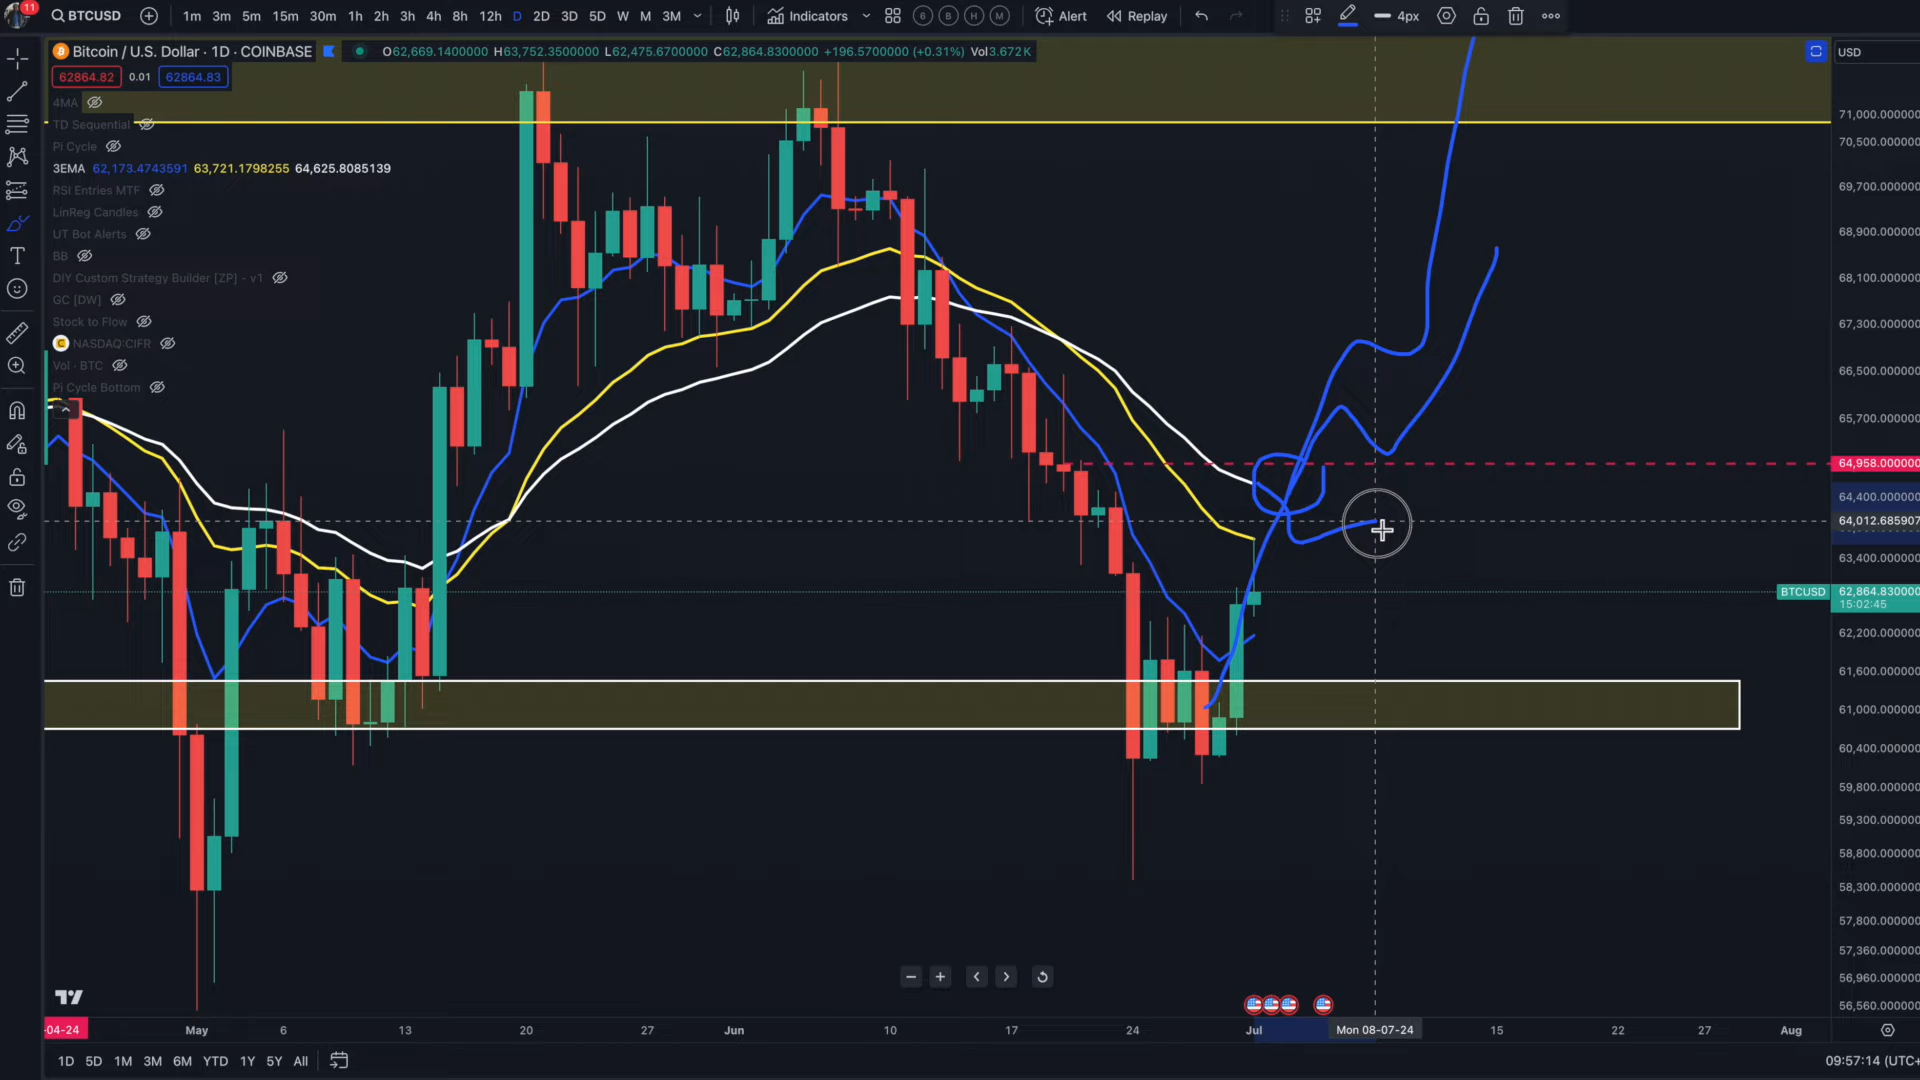 11
BTCUSD 1m 3m 5m 15m 30m 1h 2h 3h 4h 8h 12h D 2D 3D 5D W M 3M Indicators 6 B H M Alert Replay 4px
Bitcoin / U.S. Dollar · 1D · COINBASE O62,669.1400000 H63,752.3500000 L62,475.6700000 C62,864.8300000 +196.5700000 (+0.31%) Vol3.672 K USD
62864.82 0.01 62864.83
4MA
TD Sequential
Pi Cycle
3EMA 62,173.4743591 63,721.1798255 64,625.8085139
RSI Entries MTF
LinReg Candles
UT Bot Alerts
BB
DIY Custom Strategy Builder [ZP] - v1
GC [DW]
Stock to Flow
C NASDAQ:CIFR
Vol · BTC
Pi Cycle Bottom
71,000.000000
70,500.000000
69,700.000000
68,900.000000
68,100.000000
67,300.000000
66,500.000000
65,700.000000
64,958.000000
64,400.000000
64,012.685907
63,400.000000
BTCUSD 62,864.830000
15:02:45
62,200.000000
61,600.000000
61,000.000000
60,400.000000
59,800.000000
59,300.000000
58,800.000000
58,300.000000
57,800.000000
57,360.000000
56,960.000000
56,560.000000
-04-24 May 6 13 20 27 Jun 10 17 24 Jul Mon 08-07-24 15 22 27 Aug
1D 5D 1M 3M 6M YTD 1Y 5Y All 09:57:14 (UTC+